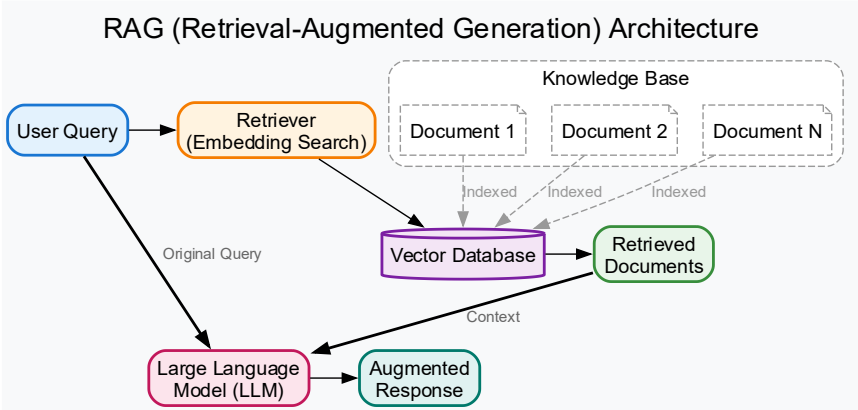 RAG (Retrieval-Augmented Generation) Architecture
Knowledge Base
User Query
Retriever
(Embedding Search)
Document 1
Document 2
Document N
Indexed
Indexed
Indexed
Vector Database
Retrieved
Documents
Original Query
Context
Large Language
Model (LLM)
Augmented
Response